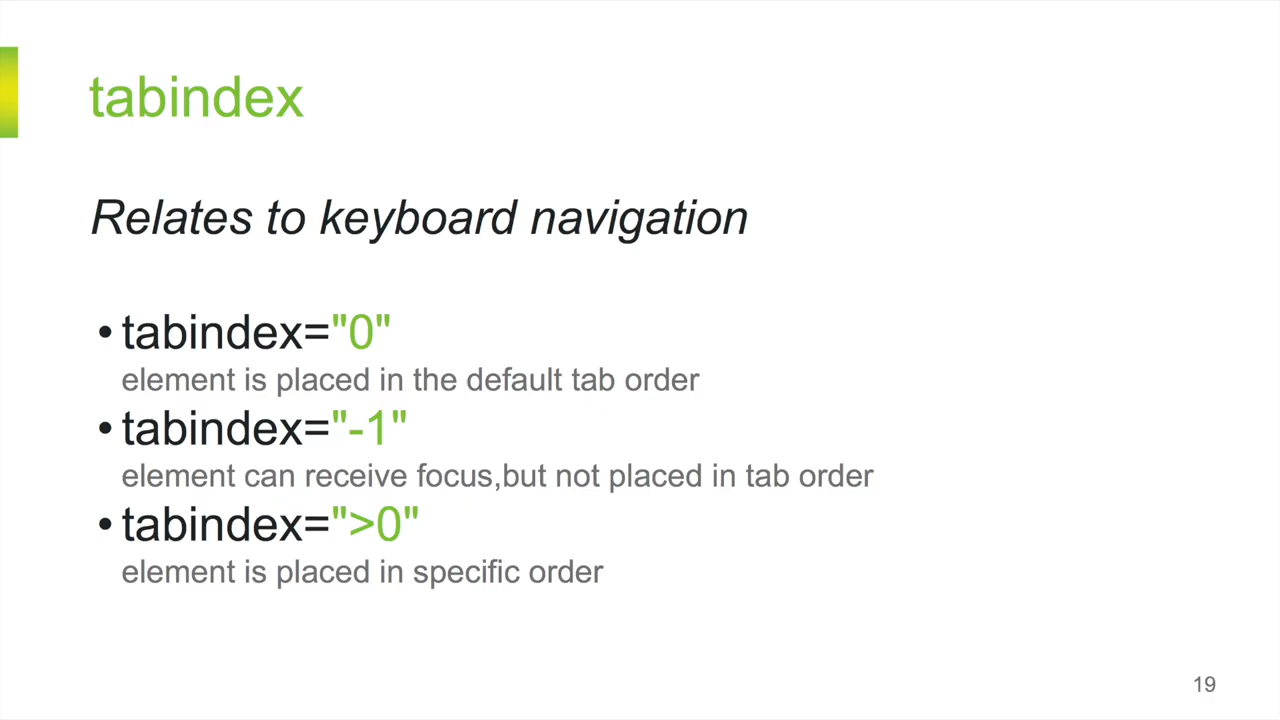 tabindex
Relates to keyboard navigation
•tabindex="0"
element is placed in the default tab order
•tabindex="-1"
element can receive focus,but not placed in tab order
•tabindex=">0"
element is placed in specific order
19